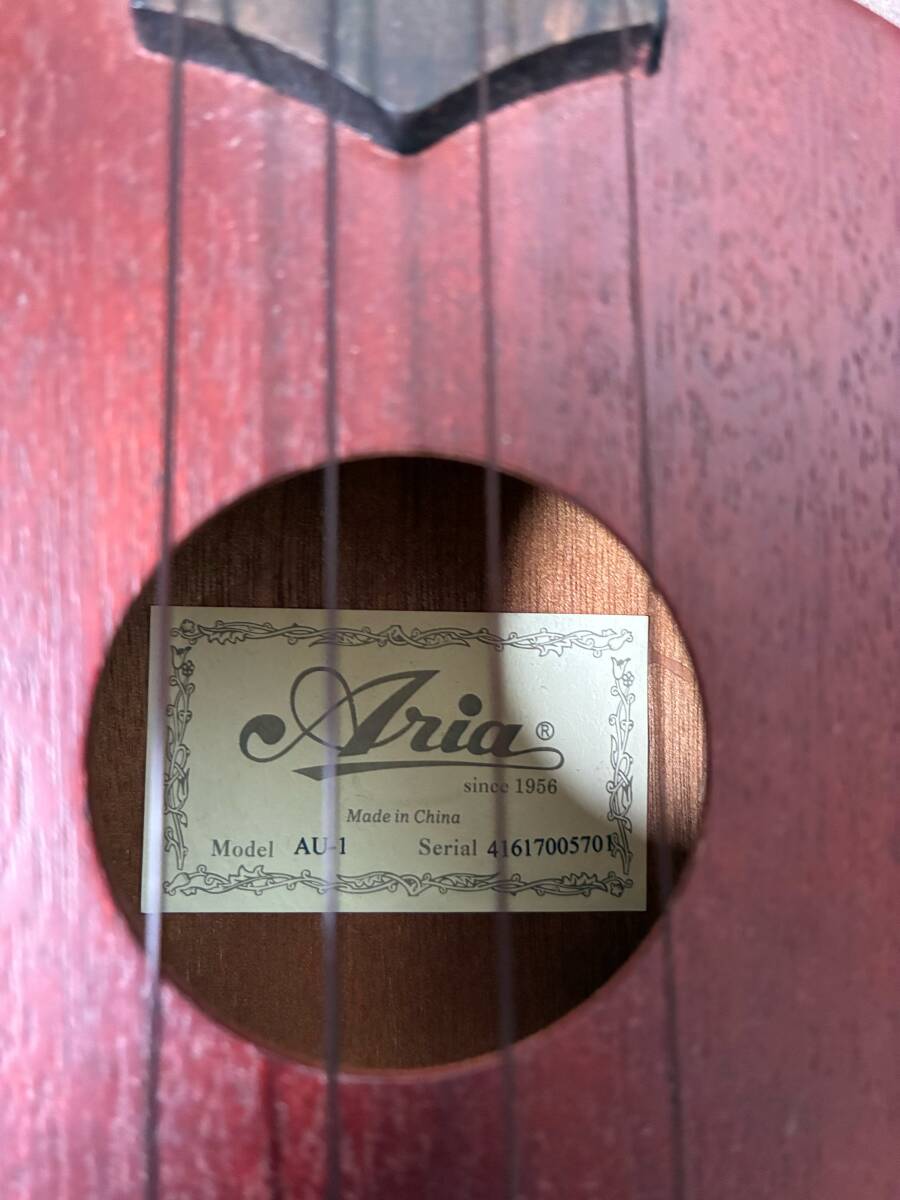 Aria®
since 1956
Made in China
Model AU-1
Serial 41617005701